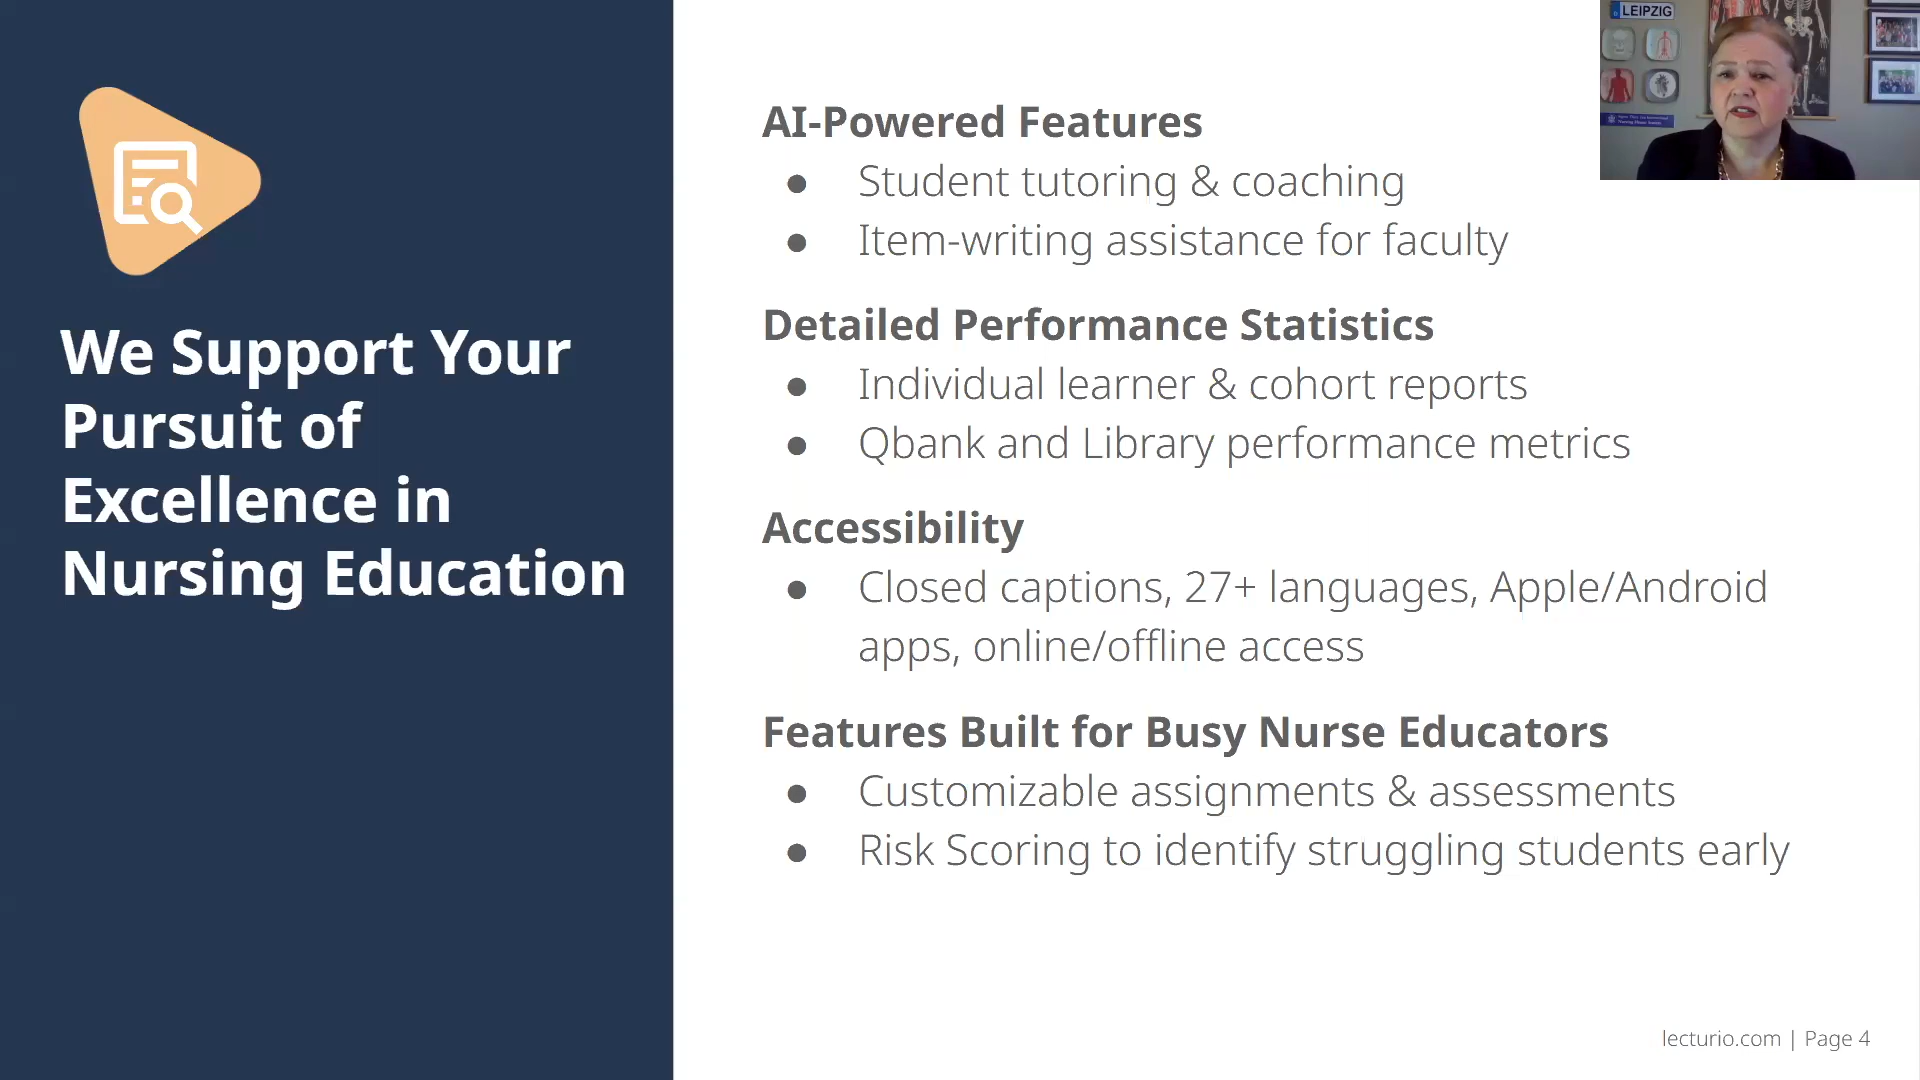 LEIPZIG
We Support Your
Pursuit of
Excellence in
Nursing Education
AI-Powered Features
● Student tutoring & coaching
● Item-writing assistance for faculty
Detailed Performance Statistics
● Individual learner & cohort reports
● Qbank and Library performance metrics
Accessibility
● Closed captions, 27+ languages, Apple/Android
apps, online/offline access
Features Built for Busy Nurse Educators
● Customizable assignments & assessments
● Risk Scoring to identify struggling students early
lecturio.com | Page 4